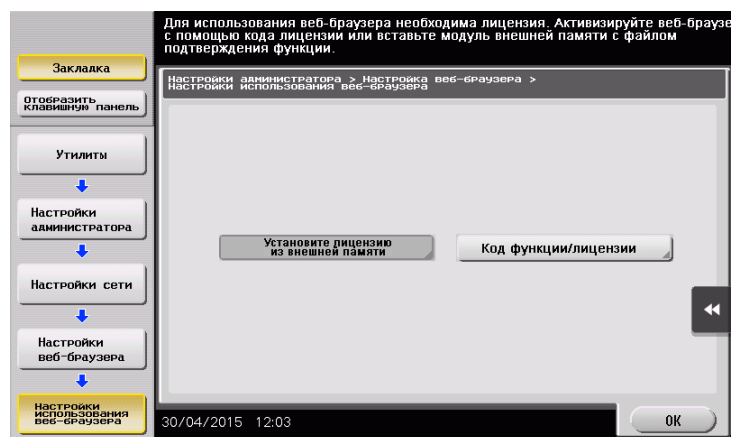 Для использования веб-браузера необходима лицензия. Активизируйте веб-браузе
с помощью кода лицензии или вставьте модуль внешней памяти с файлом
подтверждения функции.
Закладка
Отобразить
клавишную панель
Утилиты
Настройки
администратора
Настройки сети
Настройки
веб-браузера
Настройки
использования
веб-браузера
Настройки администратора > Настройка веб-браузера >
Настройки использования веб-браузера
Установите лицензию
из внешней памяти
Код функции/лицензии
30/04/2015 12:03
ОК